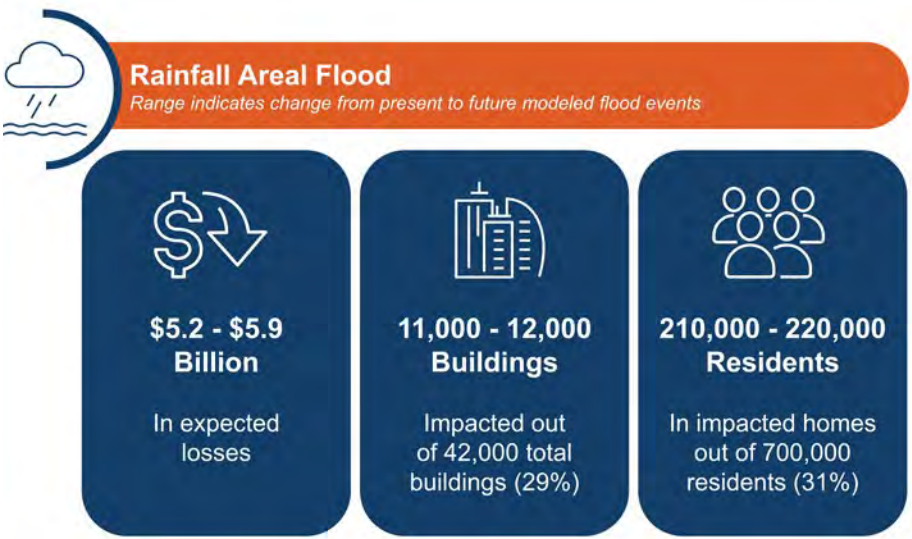 Rainfall Areal Flood
Range indicates change from present to future modeled flood events
$5.2 - $5.9
Billion
In expected
losses
11,000 - 12,000
Buildings
Impacted out
of 42,000 total
buildings (29%)
210,000 - 220,000
Residents
In impacted homes
out of 700,000
residents (31%)